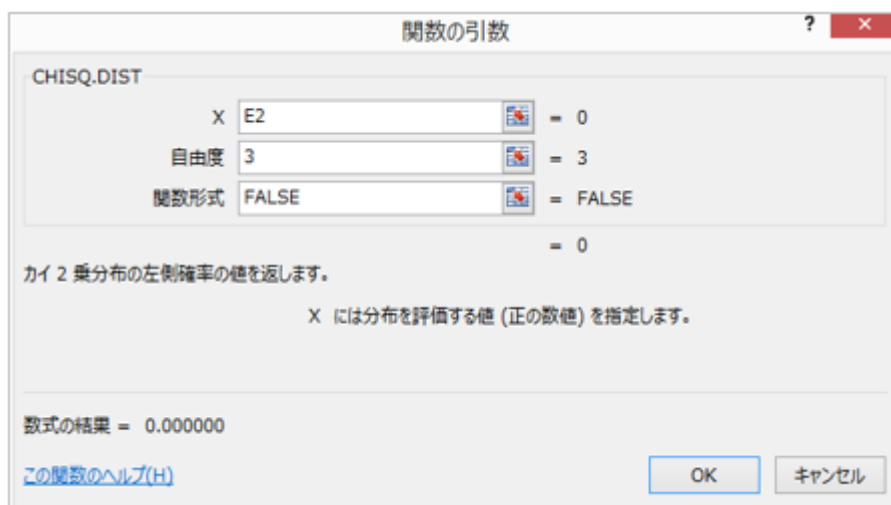 関数の引数
?
×
CHISQ.DIST
X E2 = 0
自由度 3 = 3
関数形式 FALSE = FALSE
= 0
カイ 2 乗分布の左側確率の値を返します。
X には分布を評価する値 (正の数値) を指定します。
数式の結果 = 0.000000
この関数のヘルプ(H)
OK
キャンセル